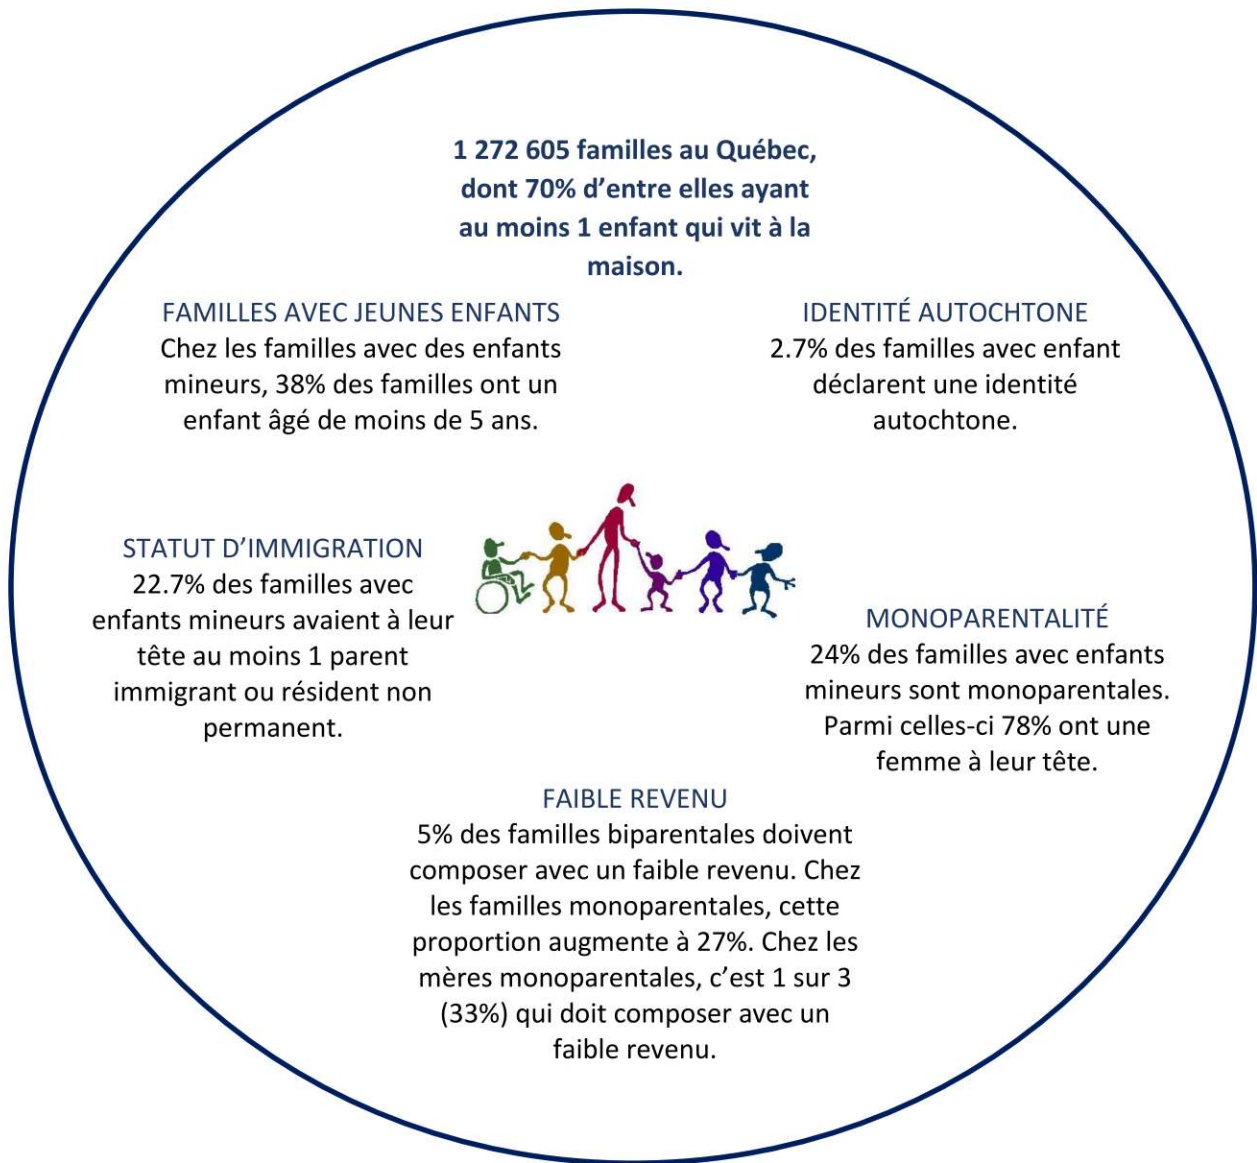 1 272 605 familles au Québec,
dont 70% d’entre elles ayant
au moins 1 enfant qui vit à la
maison.
FAMILLES AVEC JEUNES ENFANTS
Chez les familles avec des enfants
mineurs, 38% des familles ont un
enfant âgé de moins de 5 ans.
IDENTITÉ AUTOCHTONE
2.7% des familles avec enfant
déclarent une identité
autochtone.
STATUT D’IMMIGRATION
22.7% des familles avec
enfants mineurs avaient à leur
tête au moins 1 parent
immigrant ou résident non
permanent.
MONOPARENTALITÉ
24% des familles avec enfants
mineurs sont monoparentales.
Parmi celles-ci 78% ont une
femme à leur tête.
FAIBLE REVENU
5% des familles biparentales doivent
composer avec un faible revenu. Chez
les familles monoparentales, cette
proportion augmente à 27%. Chez les
mères monoparentales, c’est 1 sur 3
(33%) qui doit composer avec un
faible revenu.